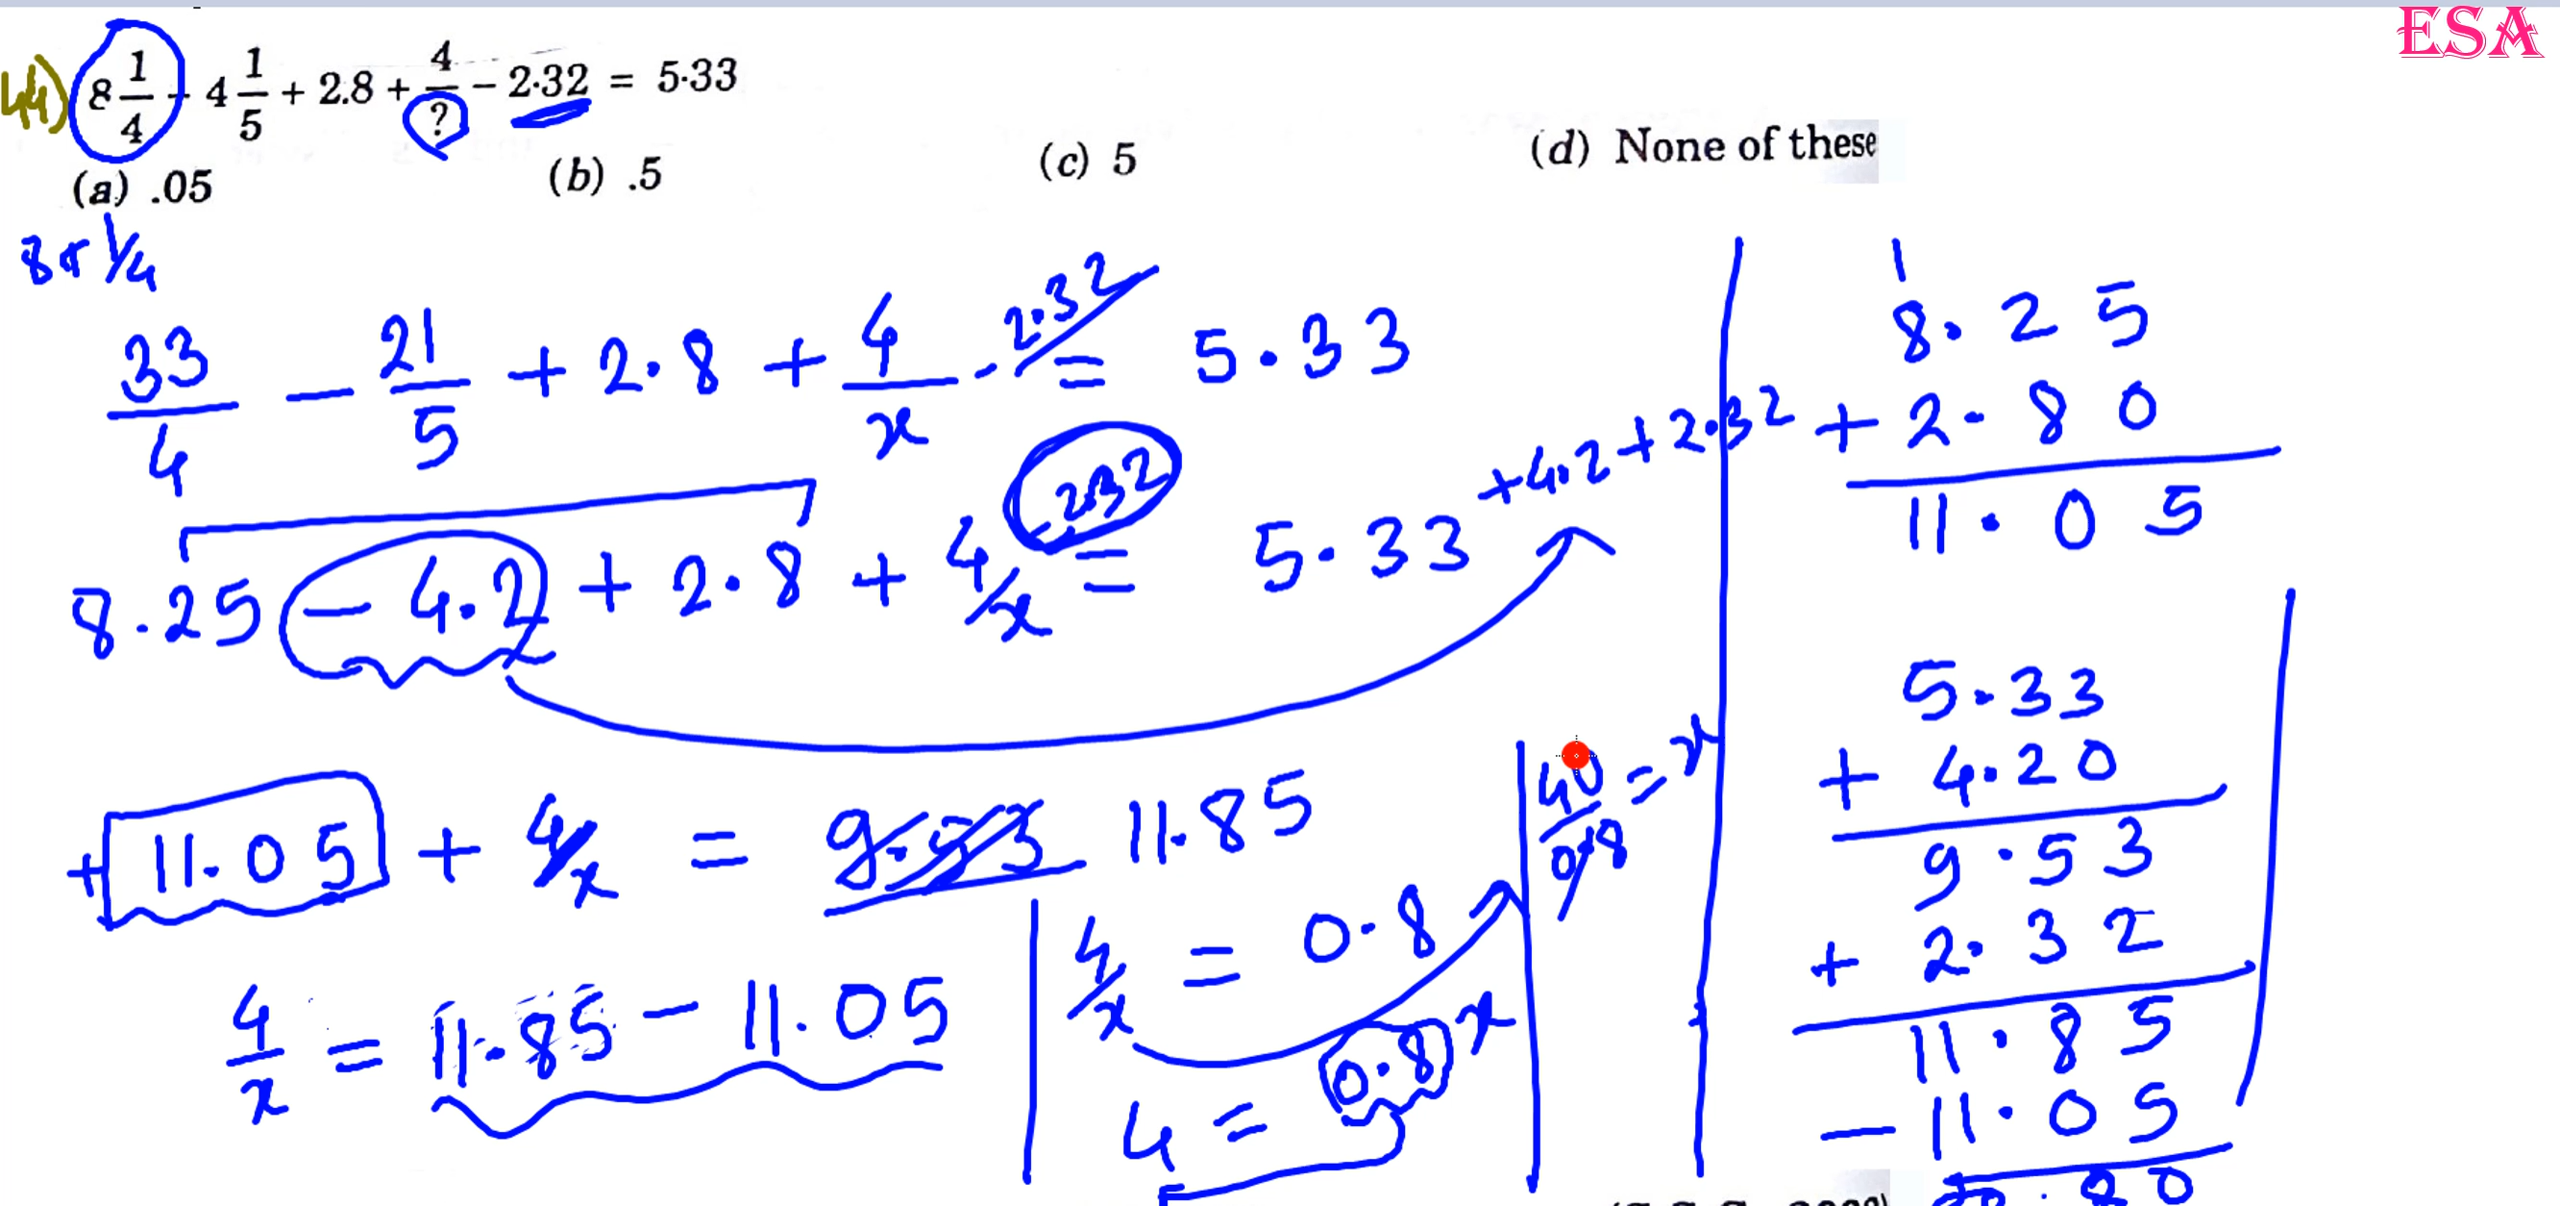 ESA
44) 8 1/4 - 4 1/5 + 2.8 + 4/? - 2·32 = 5·33
(a) .05 (b) .5 (c) 5 (d) None of these
33/4 - 21/5 + 2.8 + 4/x - 2.32 = 5.33
8.25 - 4.2 + 2.8 + 4/x - 2.32 = 5.33 + 4.2 + 2.32
+ 11.05 + 4/x = 9.53 11.85
4/x = 11.85 - 11.05
4/x = 0.8
4 = 0.8 x
40/08 = x
1
8.25
+ 2.80
11.05
5.33
+ 4.20
9.53
+ 2.32
11.85
- 11.05